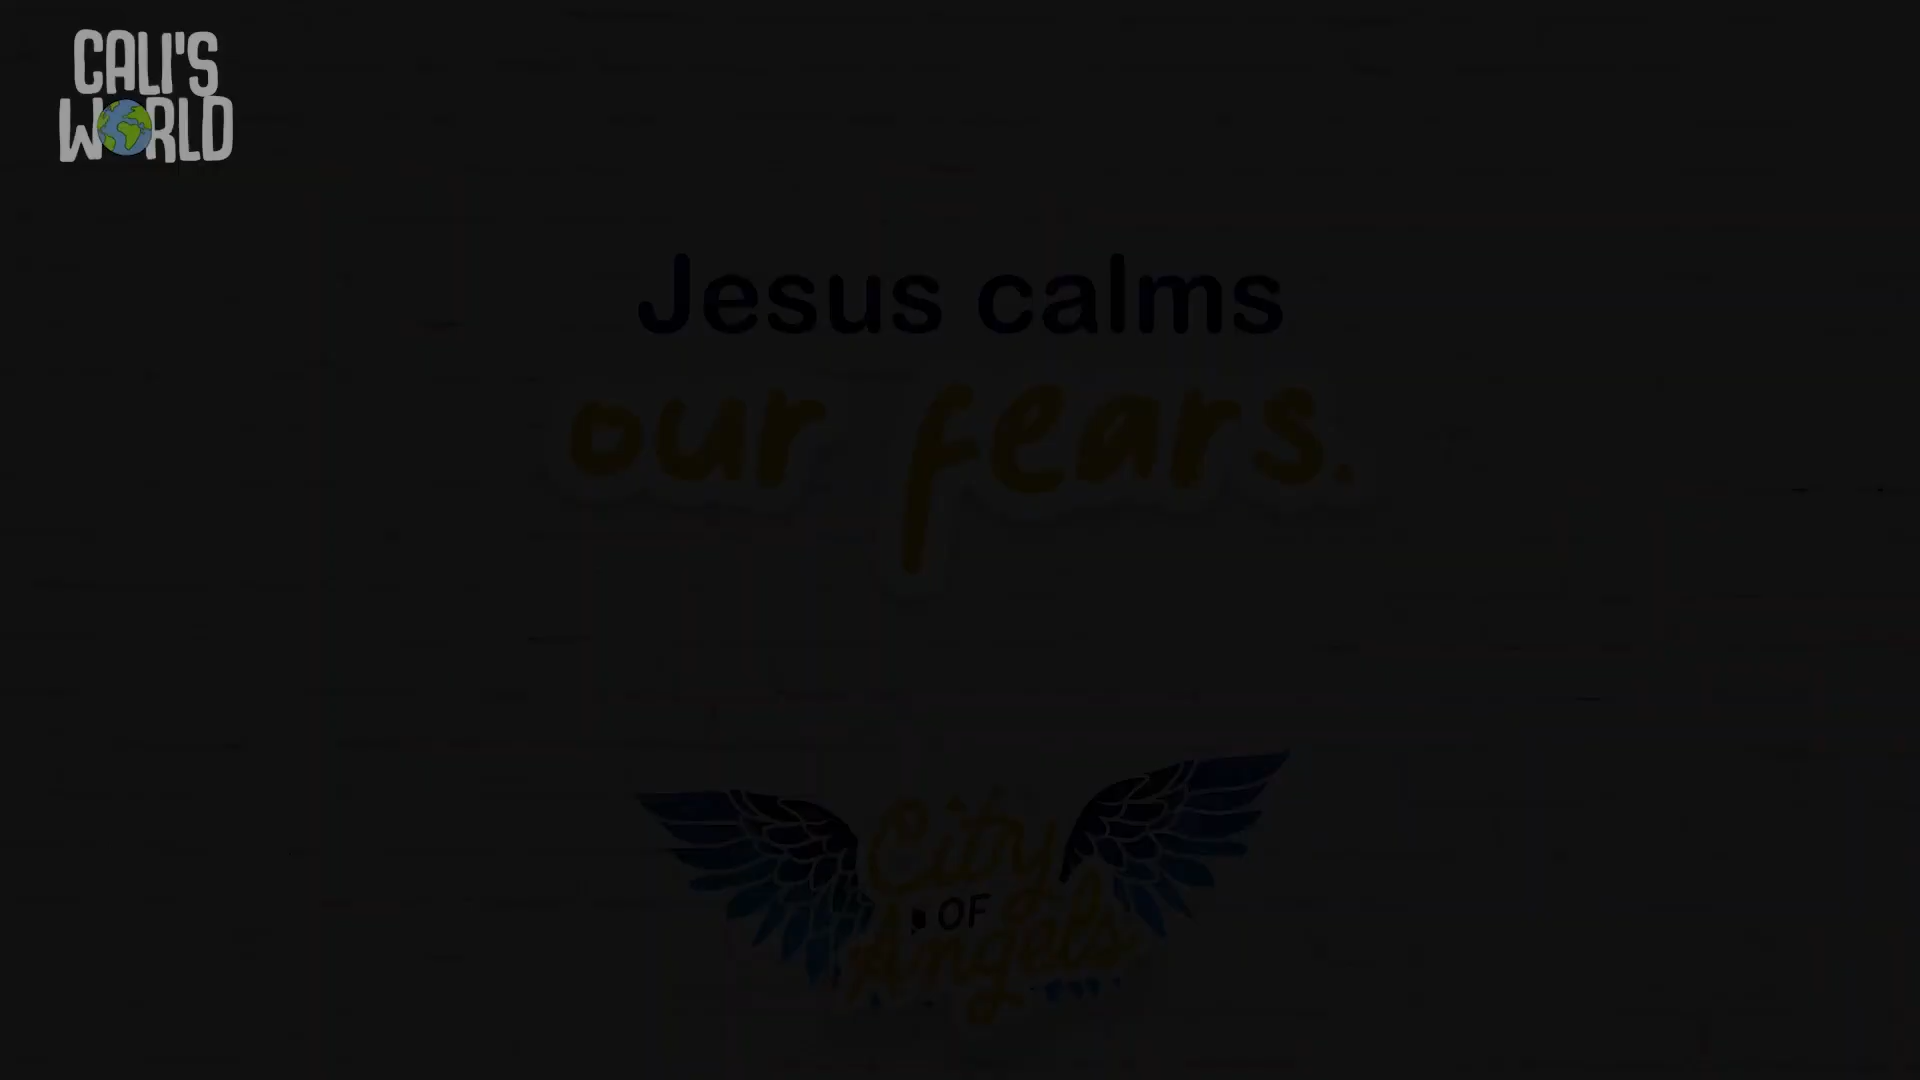 CALI'S
WORLD
Jesus calms
our fears.
City
OF
Angels